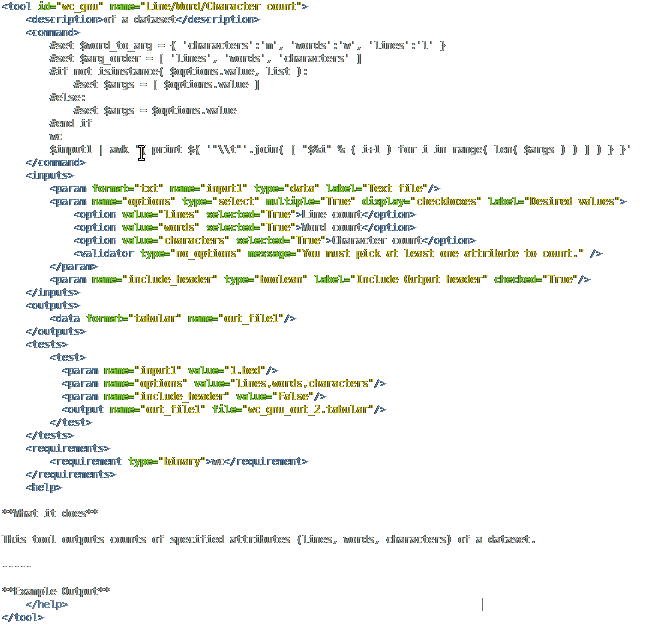 <tool id="wc_gnu" name="Line/Word/Character count">
<description>of a dataset</description>
<command>
#set $word_to_arg = { 'characters':'m', 'words':'w', 'lines':'l' }
#set $arg_order = [ 'lines', 'words', 'characters' ]
#if not isinstance( $options.value, list ):
#set $args = [ $options.value ]
#else:
#set $args = $options.value
#end if
wc
$input1 | awk print ${ '"\\t"'.join( [ "$%i" % ( i+1 ) for i in range( len( $args ) ) ] ) } }'
</command>
<inputs>
<param format="txt" name="input1" type="data" label="Text file"/>
<param name="options" type="select" multiple="True" display="checkboxes" label="Desired values">
<option value="lines" selected="True">Line count</option>
<option value="words" selected="True">Word count</option>
<option value="characters" selected="True">Character count</option>
<validator type="no_options" message="You must pick at least one attribute to count." />
</param>
<param name="include_header" type="boolean" label="Include Output header" checked="True"/>
</inputs>
<outputs>
<data format="tabular" name="out_file1"/>
</outputs>
<tests>
<test>
<param name="input1" value="1.bed"/>
<param name="options" value="lines,words,characters"/>
<param name="include_header" value="False"/>
<output name="out_file1" file="wc_gnu_out_2.tabular"/>
</test>
</tests>
<requirements>
<requirement type="binary">wc</requirement>
</requirements>
<help>
**What it does**
This tool outputs counts of specified attributes (lines, words, characters) of a dataset.
-----
**Example Output**
</help>
</tool>